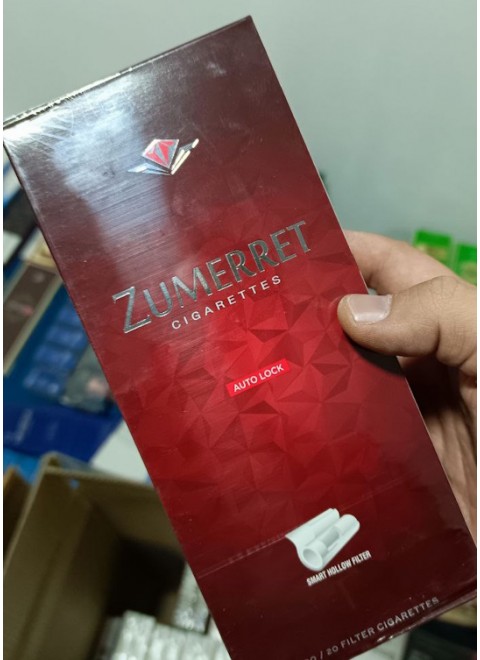 ZUMERRET
CIGARETTES
AUTO LOCK
SMART HOLLOW FILTER
/ 20 FILTER CIGARETTES